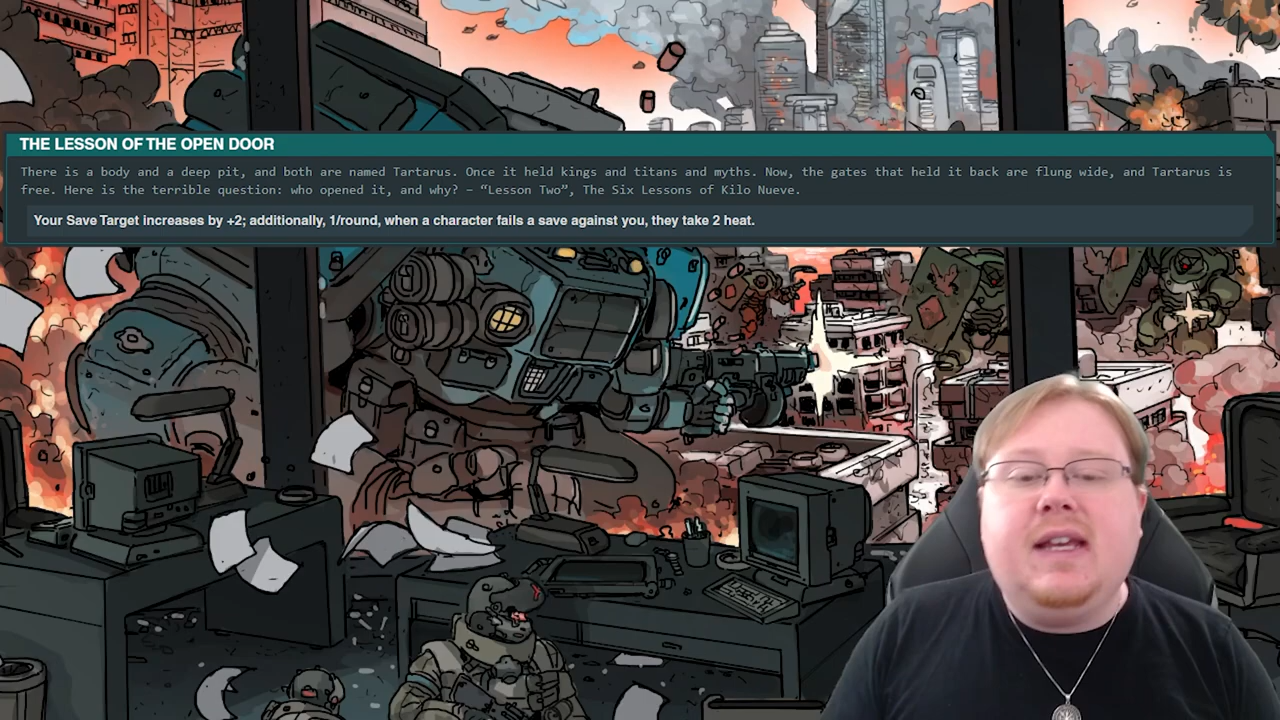 THE LESSON OF THE OPEN DOOR
There is a body and a deep pit, and both are named Tartarus. Once it held kings and titans and myths. Now, the gates that held it back are flung wide, and Tartarus is
free. Here is the terrible question: who opened it, and why? – “Lesson Two”, The Six Lessons of Kilo Nueve.
Your Save Target increases by +2; additionally, 1/round, when a character fails a save against you, they take 2 heat.